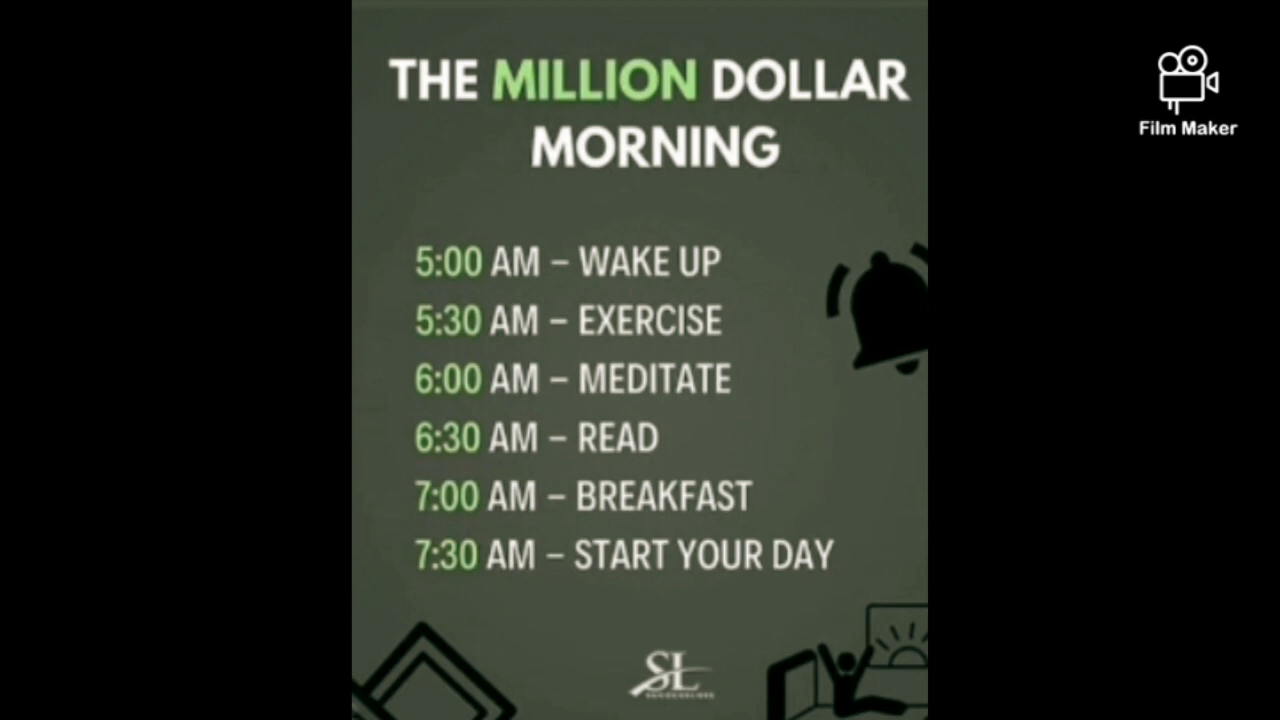 THE MILLION DOLLAR
MORNING
5:00 AM – WAKE UP
5:30 AM – EXERCISE
6:00 AM – MEDITATE
6:30 AM – READ
7:00 AM – BREAKFAST
7:30 AM – START YOUR DAY
SL
Film Maker